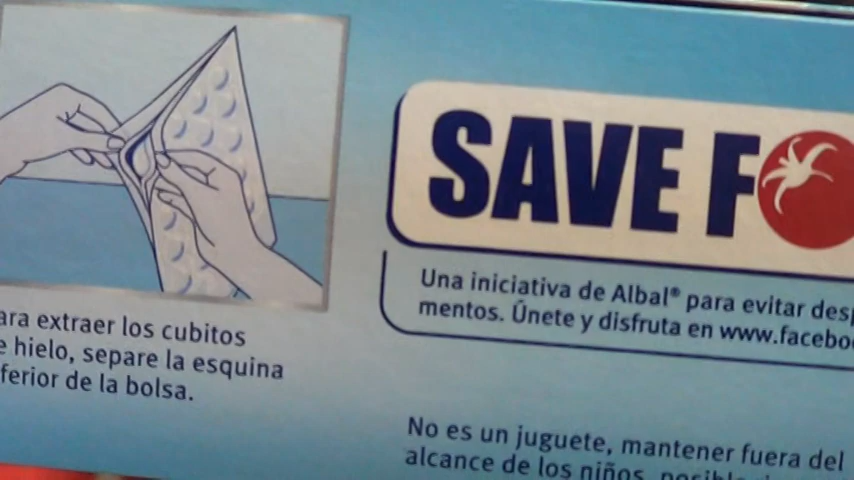 ara extraer los cubitos
e hielo, separe la esquina
ferior de la bolsa.
SAVE F
Una iniciativa de Albal® para evitar desp
mentos. Únete y disfruta en www.facebo
No es un juguete, mantener fuera del
alcance de los niños,